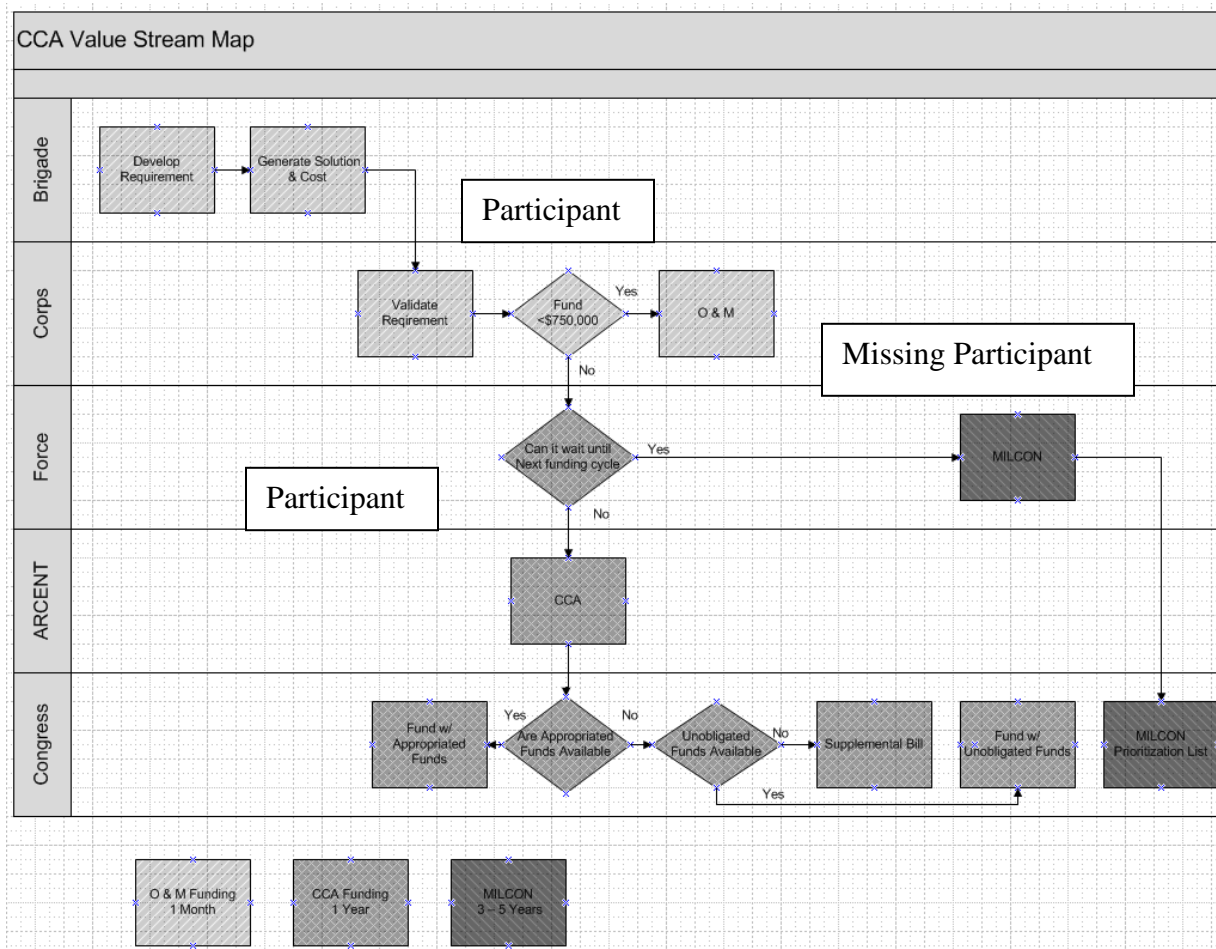 CCA Value Stream Map
Brigade
Develop
Requirement
Generate Solution
& Cost
Participant
Corps
Validate
Reqirement
Fund
<$750,000
Yes
O & M
No
Missing Participant
Force
Can it wait until
Next funding cycle
Yes
MILCON
Participant
No
ARCENT
CCA
Congress
Fund w/
Appropriated
Funds
Yes
Are Appropriated
Funds Available
No
Unobligated
Funds Available
No
Supplemental Bill
Yes
Fund w/
Unobligated Funds
MILCON
Prioritization List
O & M Funding
1 Month
CCA Funding
1 Year
MILCON
3 – 5 Years